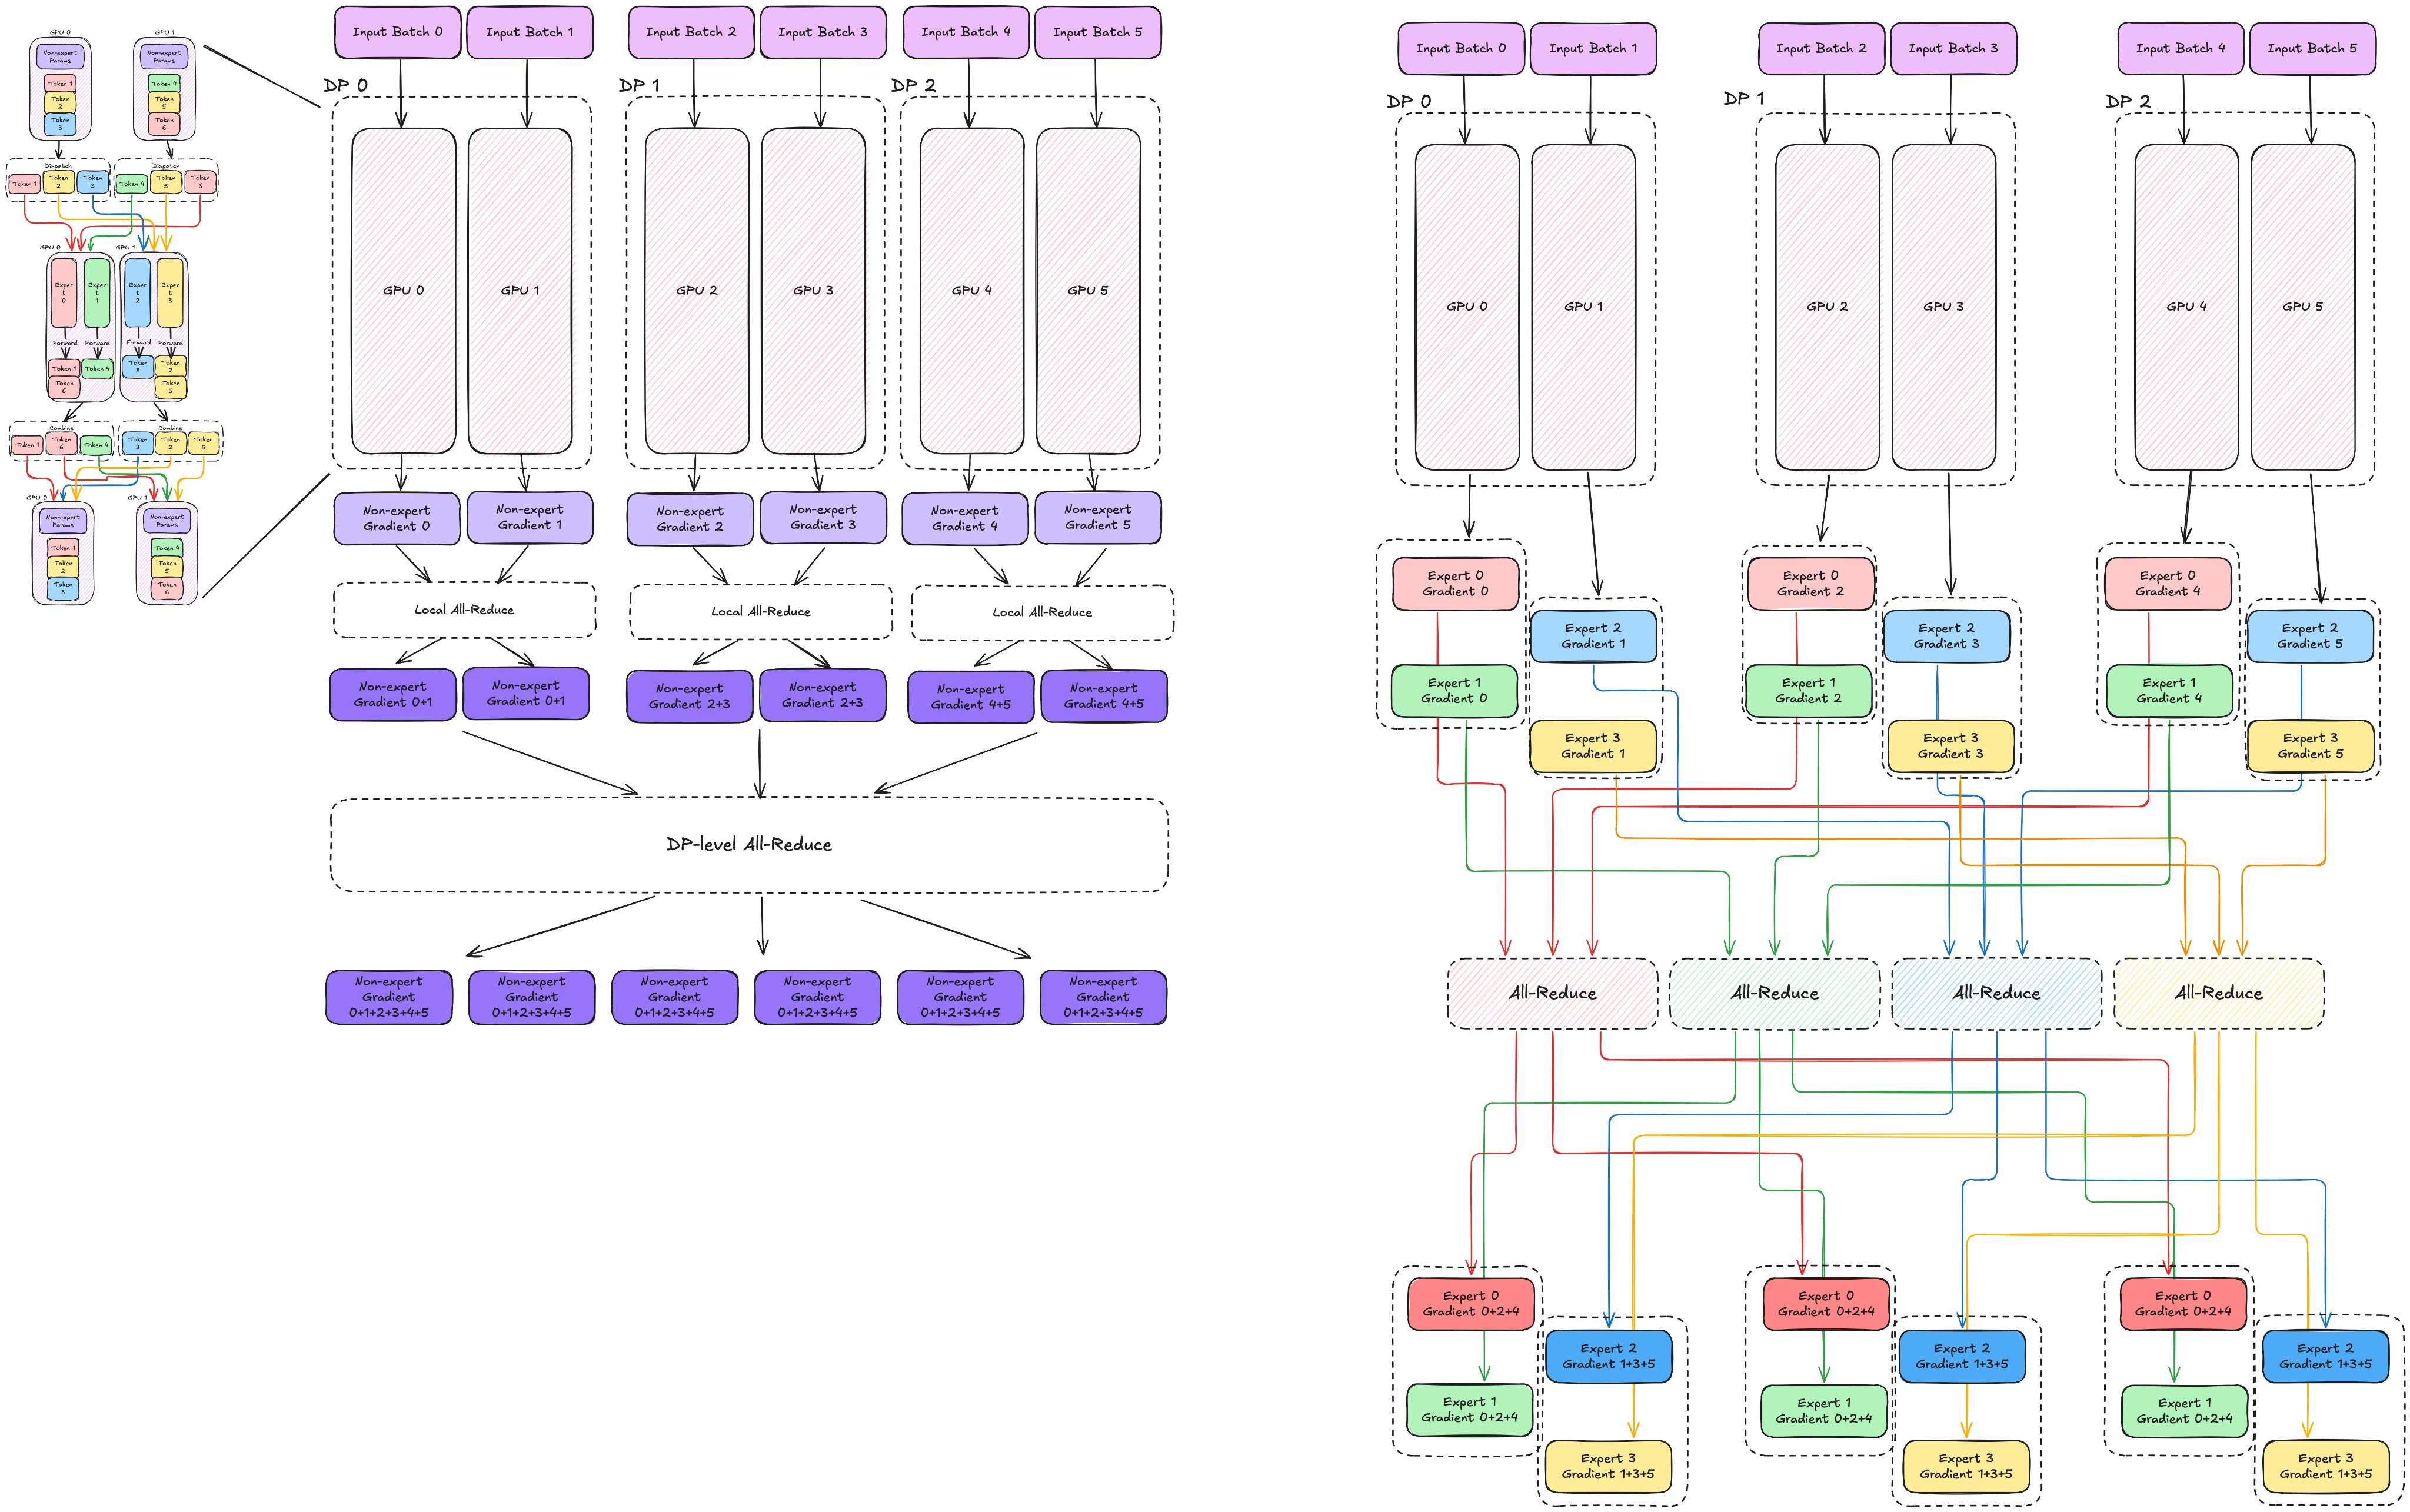 GPU 0
GPU 1
Non-expert
Params
Non-expert
Params
Token 1
Token
2
Token
3
Token 4
Token
5
Token
6
Dispatch
Dispatch
Token 1
Token
2
Token
3
Token 4
Token
5
Token
6
GPU 0
GPU 1
Exper
t
0
Exper
t
1
Exper
t
2
Exper
t
3
Forward
Forward
Forward
Forward
Token 1
Token
6
Token 4
Token
3
Token
2
Token
5
Combine
Combine
Token 1
Token
6
Token 4
Token
3
Token
2
Token
5
GPU 0
GPU 1
Non-expert
Params
Non-expert
Params
Token 1
Token
2
Token
3
Token 4
Token
5
Token
6
Input Batch 0
Input Batch 1
Input Batch 2
Input Batch 3
Input Batch 4
Input Batch 5
DP 0
DP 1
DP 2
GPU 0
GPU 1
GPU 2
GPU 3
GPU 4
GPU 5
Non-expert
Gradient 0
Non-expert
Gradient 1
Non-expert
Gradient 2
Non-expert
Gradient 3
Non-expert
Gradient 4
Non-expert
Gradient 5
Local All-Reduce
Local All-Reduce
Local All-Reduce
Non-expert
Gradient 0+1
Non-expert
Gradient 0+1
Non-expert
Gradient 2+3
Non-expert
Gradient 2+3
Non-expert
Gradient 4+5
Non-expert
Gradient 4+5
DP-level All-Reduce
Non-expert
Gradient
0+1+2+3+4+5
Non-expert
Gradient
0+1+2+3+4+5
Non-expert
Gradient
0+1+2+3+4+5
Non-expert
Gradient
0+1+2+3+4+5
Non-expert
Gradient
0+1+2+3+4+5
Non-expert
Gradient
0+1+2+3+4+5
Input Batch 0
Input Batch 1
Input Batch 2
Input Batch 3
Input Batch 4
Input Batch 5
DP 0
DP 1
DP 2
GPU 0
GPU 1
GPU 2
GPU 3
GPU 4
GPU 5
Expert 0
Gradient 0
Expert 1
Gradient 0
Expert 2
Gradient 1
Expert 3
Gradient 1
Expert 0
Gradient 2
Expert 1
Gradient 2
Expert 2
Gradient 3
Expert 3
Gradient 3
Expert 0
Gradient 4
Expert 1
Gradient 4
Expert 2
Gradient 5
Expert 3
Gradient 5
All-Reduce
All-Reduce
All-Reduce
All-Reduce
Expert 0
Gradient 0+2+4
Expert 1
Gradient 0+2+4
Expert 2
Gradient 1+3+5
Expert 3
Gradient 1+3+5
Expert 0
Gradient 0+2+4
Expert 1
Gradient 0+2+4
Expert 2
Gradient 1+3+5
Expert 3
Gradient 1+3+5
Expert 0
Gradient 0+2+4
Expert 1
Gradient 0+2+4
Expert 2
Gradient 1+3+5
Expert 3
Gradient 1+3+5